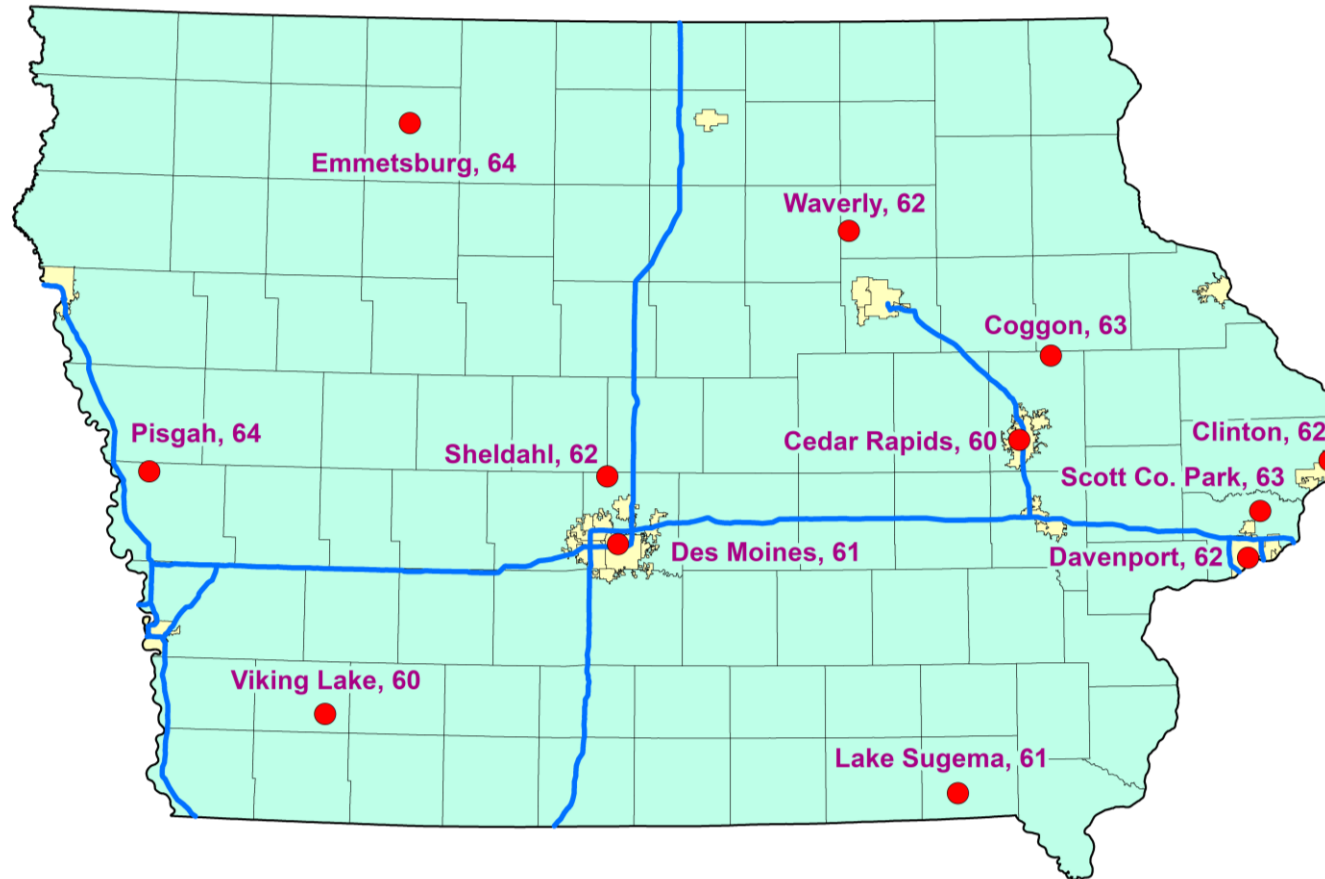 Emmetsburg, 64
Waverly, 62
Coggon, 63
Pisgah, 64
Sheldahl, 62
Cedar Rapids, 60
Clinton, 62
Scott Co. Park, 63
Des Moines, 61
Davenport, 62
Viking Lake, 60
Lake Sugema, 61